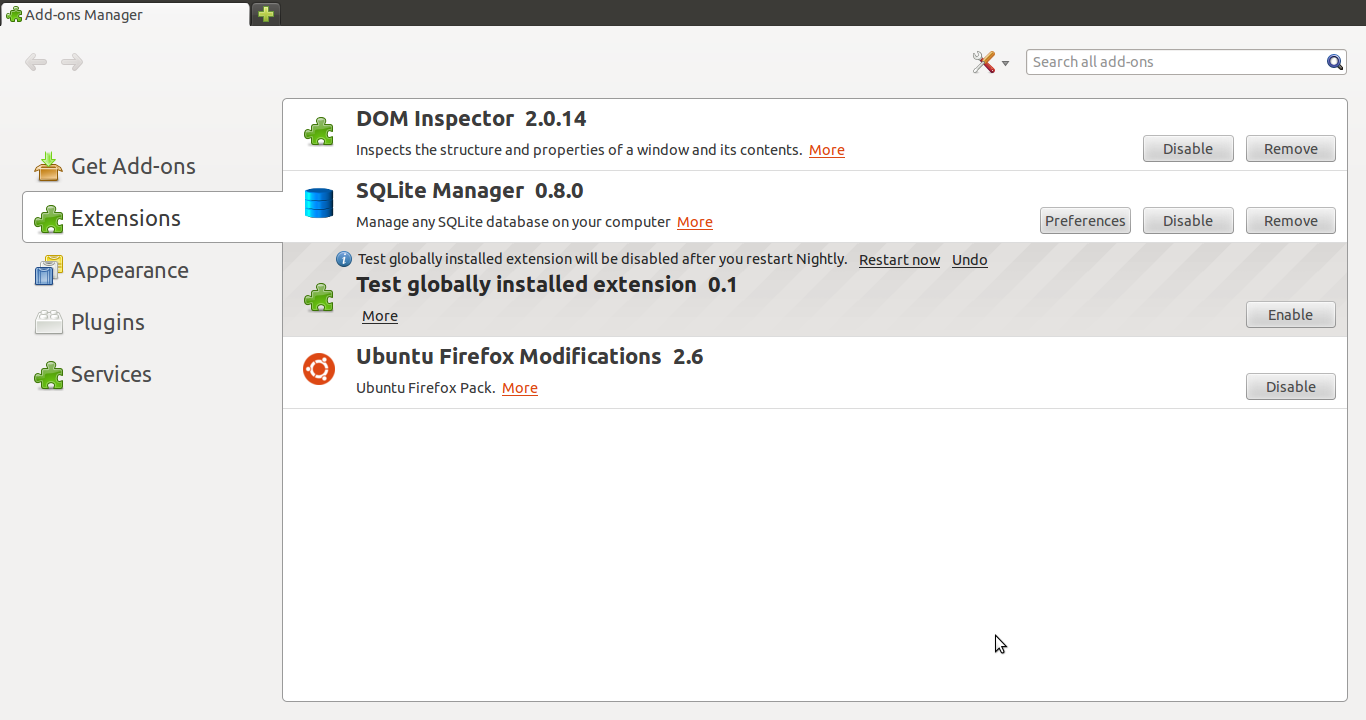 Add-ons Manager
Search all add-ons
Get Add-ons
Extensions
Appearance
Plugins
Services
DOM Inspector 2.0.14
Inspects the structure and properties of a window and its contents. More
Disable Remove
SQLite Manager 0.8.0
Manage any SQLite database on your computer More
Preferences Disable Remove
Test globally installed extension will be disabled after you restart Nightly. Restart now Undo
Test globally installed extension 0.1
More
Enable
Ubuntu Firefox Modifications 2.6
Ubuntu Firefox Pack. More
Disable